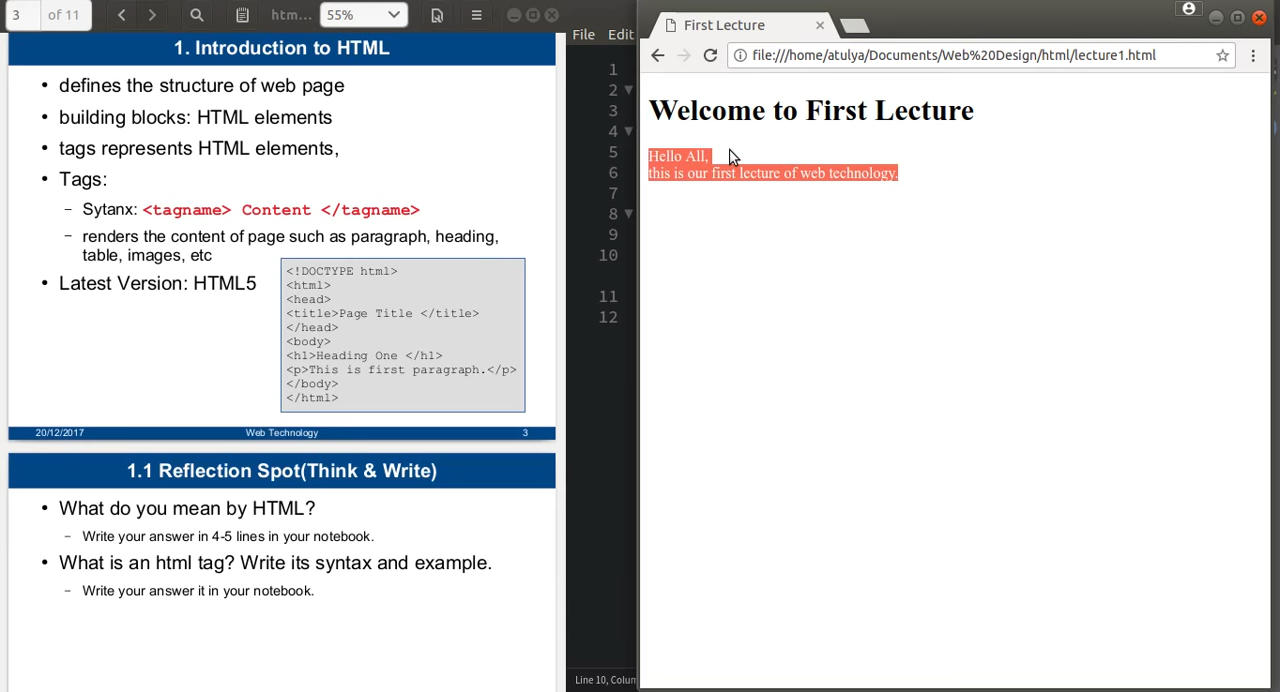 3 of 11 htm... 55%
1. Introduction to HTML
• defines the structure of web page
• building blocks: HTML elements
• tags represents HTML elements,
• Tags:
– Sytanx: <tagname> Content </tagname>
– renders the content of page such as paragraph, heading,
table, images, etc
• Latest Version: HTML5
<!DOCTYPE html>
<html>
<head>
<title>Page Title </title>
</head>
<body>
<h1>Heading One </h1>
<p>This is first paragraph.</p>
</body>
</html>
20/12/2017 Web Technology 3
1.1 Reflection Spot(Think & Write)
• What do you mean by HTML?
– Write your answer in 4-5 lines in your notebook.
• What is an html tag? Write its syntax and example.
– Write your answer it in your notebook.
File Edit
1
2
3
4
5
6
7
8
9
10
11
12
Line 10, Colum
First Lecture
file:///home/atulya/Documents/Web%20Design/html/lecture1.html
Welcome to First Lecture
Hello All,
this is our first lecture of web technology.